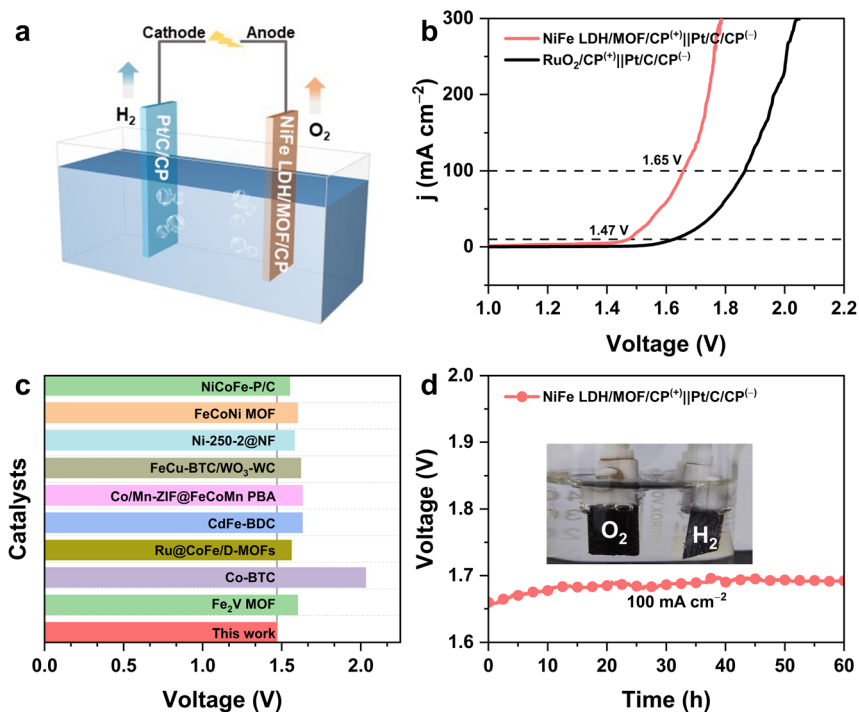 a
Cathode
Anode
H₂
O₂
Pt/C/CP
NiFe LDH/MOF/CP
b
NiFe LDH/MOF/CP⁽⁺⁾||Pt/C/CP⁽⁻⁾
RuO₂/CP⁽⁺⁾||Pt/C/CP⁽⁻⁾
300
200
100
0
j (mA cm⁻²)
1.65 V
1.47 V
1.0 1.2 1.4 1.6 1.8 2.0 2.2
Voltage (V)
c
Catalysts
NiCoFe-P/C
FeCoNi MOF
Ni-250-2@NF
FeCu-BTC/WO₃-WC
Co/Mn-ZIF@FeCoMn PBA
CdFe-BDC
Ru@CoFe/D-MOFs
Co-BTC
Fe₂V MOF
This work
0.0 0.5 1.0 1.5 2.0
Voltage (V)
d
NiFe LDH/MOF/CP⁽⁺⁾||Pt/C/CP⁽⁻⁾
2.0
1.9
1.8
1.7
1.6
Voltage (V)
O₂
H₂
100 mA cm⁻²
0 10 20 30 40 50 60
Time (h)